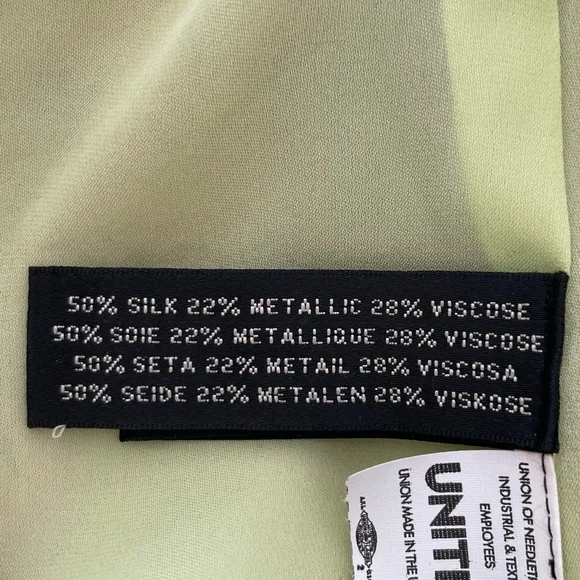 50% SILK 22% METALLIC 28% VISCOSE
50% SOIE 22% METALLIQUE 28% VISCOSE
50% SETA 22% METAIL 28% VISCOSA
50% SEIDE 22% METALEN 28% VISKOSE
UNION OF NEEDLET
INDUSTRIAL & TEX
EMPLOYEES
UNIT
UNION MADE IN THE U